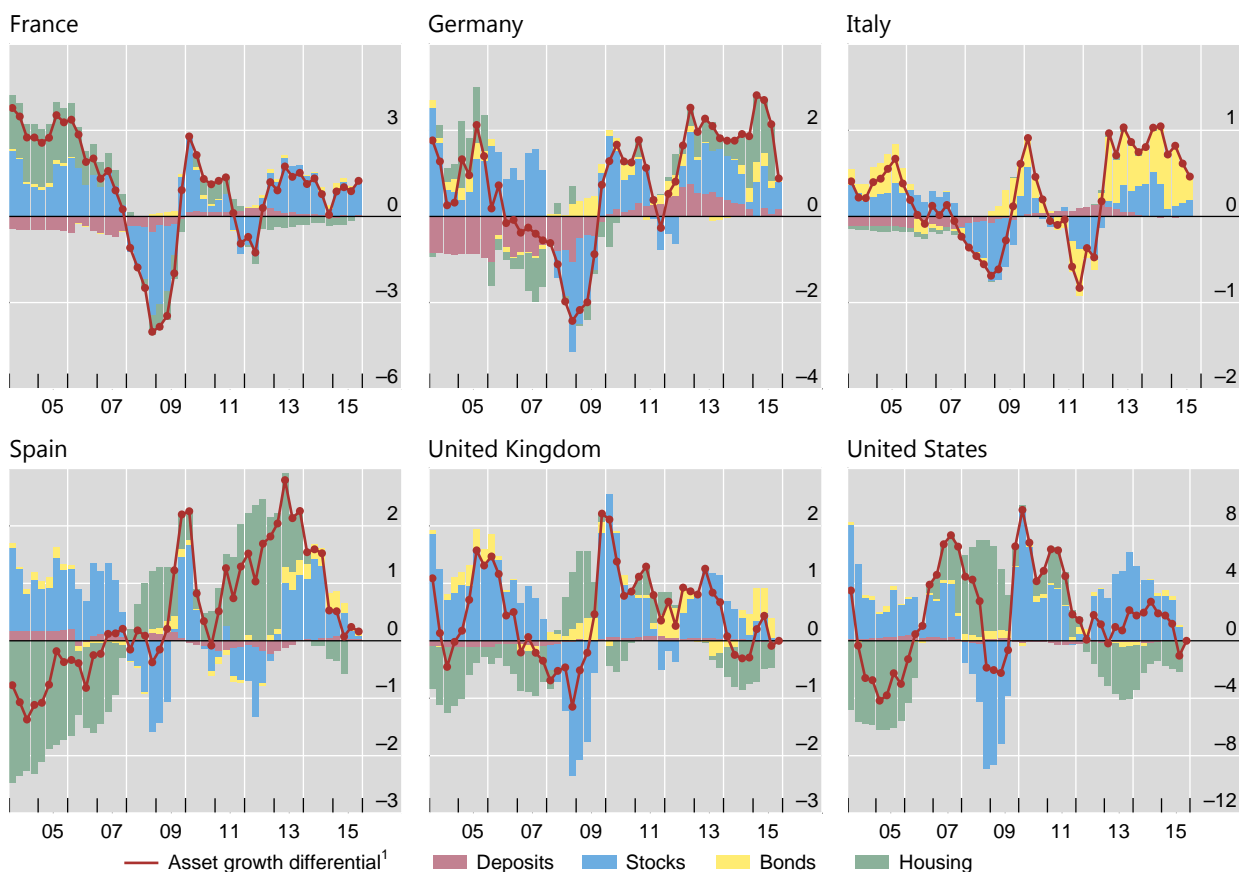 France
3
0
–3
–6
05 07 09 11 13 15
Germany
2
0
–2
–4
05 07 09 11 13 15
Italy
1
0
–1
–2
05 07 09 11 13 15
Spain
2
1
0
–1
–2
–3
05 07 09 11 13 15
United Kingdom
2
1
0
–1
–2
–3
05 07 09 11 13 15
United States
8
4
0
–4
–8
–12
05 07 09 11 13 15
Asset growth differential¹ Deposits Stocks Bonds Housing